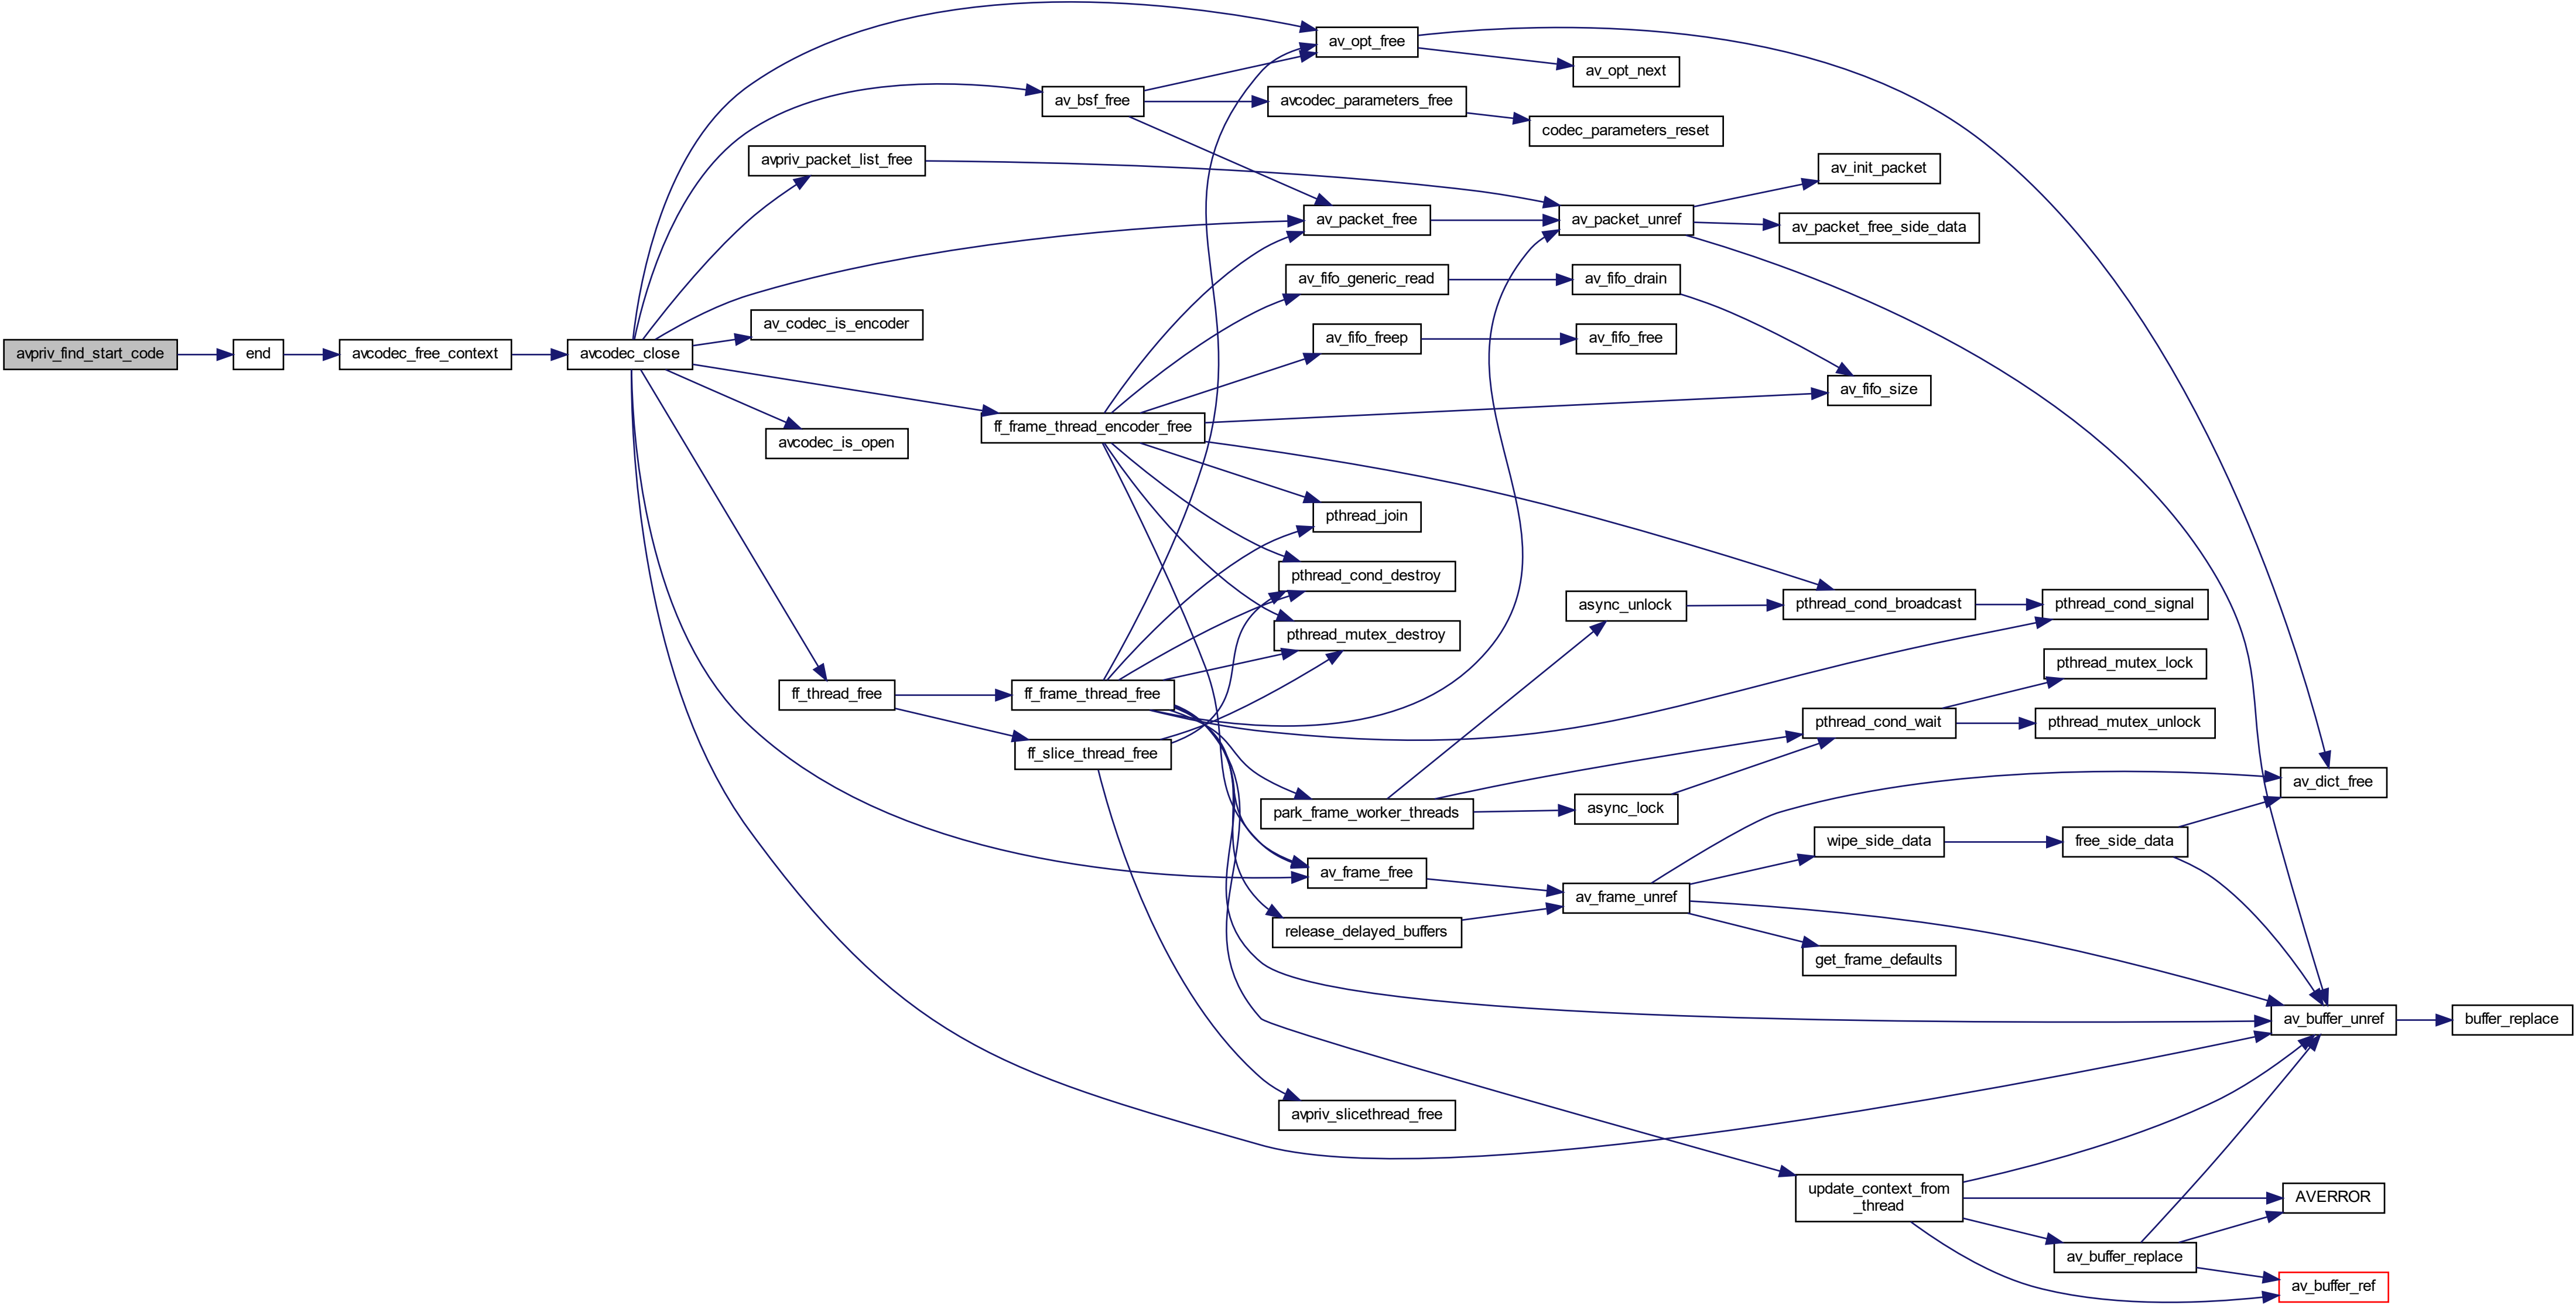 av_opt_free
av_opt_next
av_bsf_free
avcodec_parameters_free
codec_parameters_reset
avpriv_packet_list_free
av_init_packet
av_packet_free
av_packet_unref
av_packet_free_side_data
av_fifo_generic_read
av_fifo_drain
av_codec_is_encoder
av_fifo_freep
av_fifo_free
avpriv_find_start_code
end
avcodec_free_context
avcodec_close
av_fifo_size
ff_frame_thread_encoder_free
avcodec_is_open
pthread_join
pthread_cond_destroy
async_unlock
pthread_cond_broadcast
pthread_cond_signal
pthread_mutex_destroy
pthread_mutex_lock
ff_thread_free
ff_frame_thread_free
pthread_cond_wait
pthread_mutex_unlock
ff_slice_thread_free
av_dict_free
park_frame_worker_threads
async_lock
wipe_side_data
free_side_data
av_frame_free
av_frame_unref
release_delayed_buffers
get_frame_defaults
av_buffer_unref
buffer_replace
avpriv_slicethread_free
update_context_from
_thread
AVERROR
av_buffer_replace
av_buffer_ref